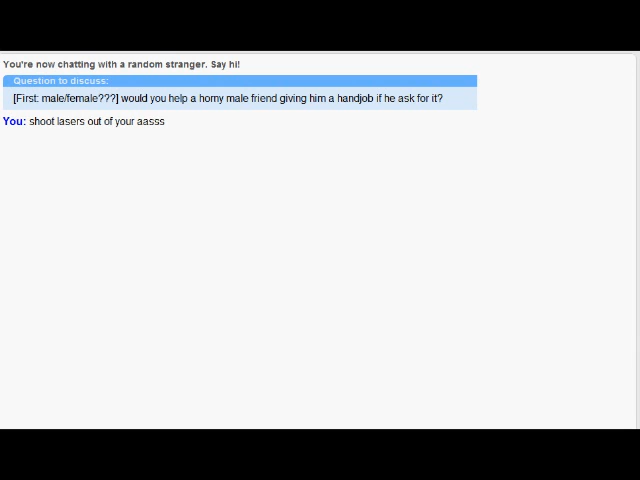 You're now chatting with a random stranger. Say hi!
Question to discuss:
[First: male/female???] would you help a horny male friend giving him a handjob if he ask for it?
You: shoot lasers out of your aasss